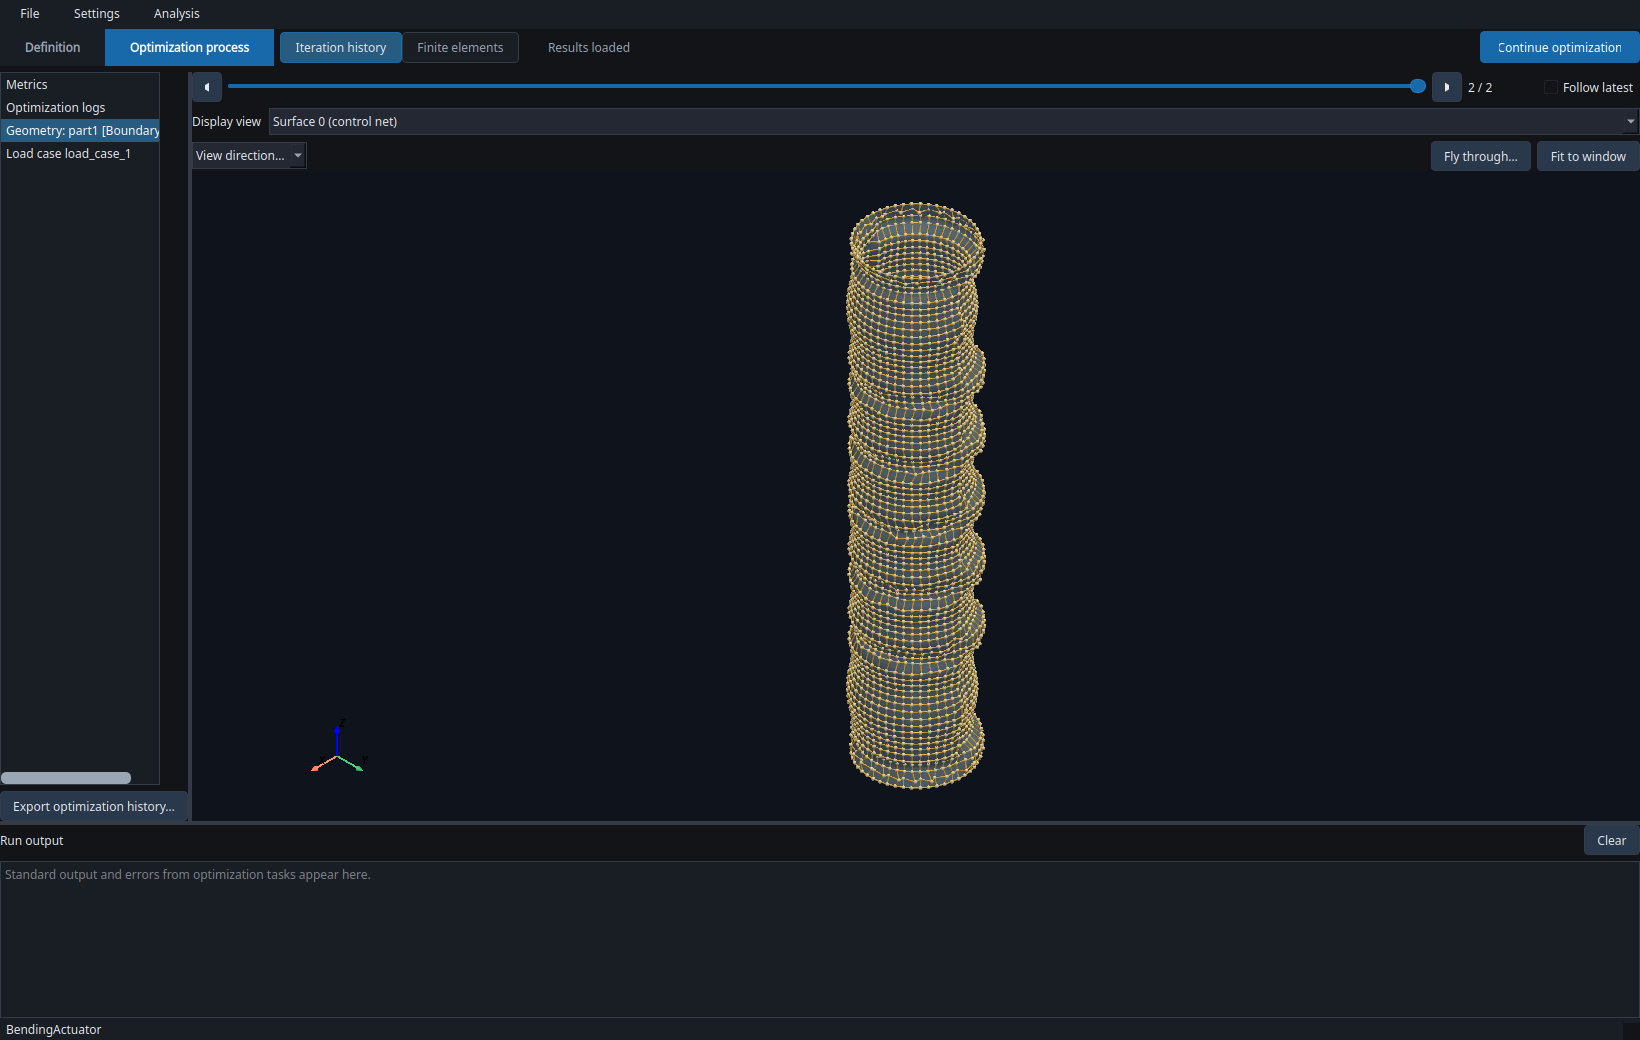 File Settings Analysis
Definition Optimization process Iteration history Finite elements Results loaded Continue optimization
Metrics
Optimization logs
Geometry: part1 [Boundary
Load case load_case_1
2 / 2 Follow latest
Display view Surface 0 (control net)
View direction... Fly through... Fit to window
z
Export optimization history...
Run output Clear
Standard output and errors from optimization tasks appear here.
BendingActuator